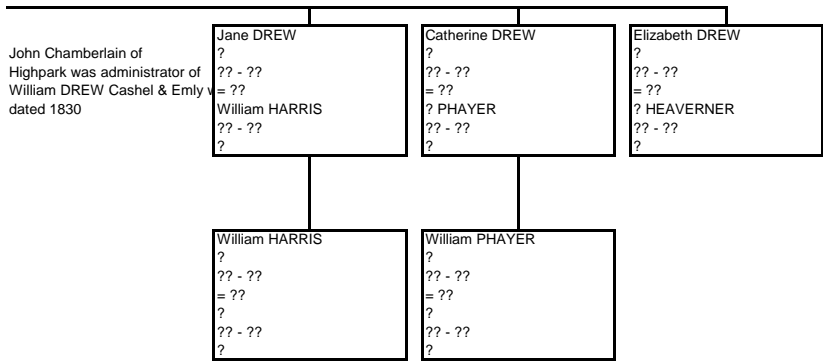 John Chamberlain of
Highpark was administrator of
William DREW Cashel & Emly w
dated 1830
Jane DREW
?
?? - ??
= ??
William HARRIS
?? - ??
?
Catherine DREW
?
?? - ??
= ??
? PHAYER
?? - ??
?
Elizabeth DREW
?
?? - ??
= ??
? HEAVERNER
?? - ??
?
William HARRIS
?
?? - ??
= ??
?
?? - ??
?
William PHAYER
?
?? - ??
= ??
?
?? - ??
?